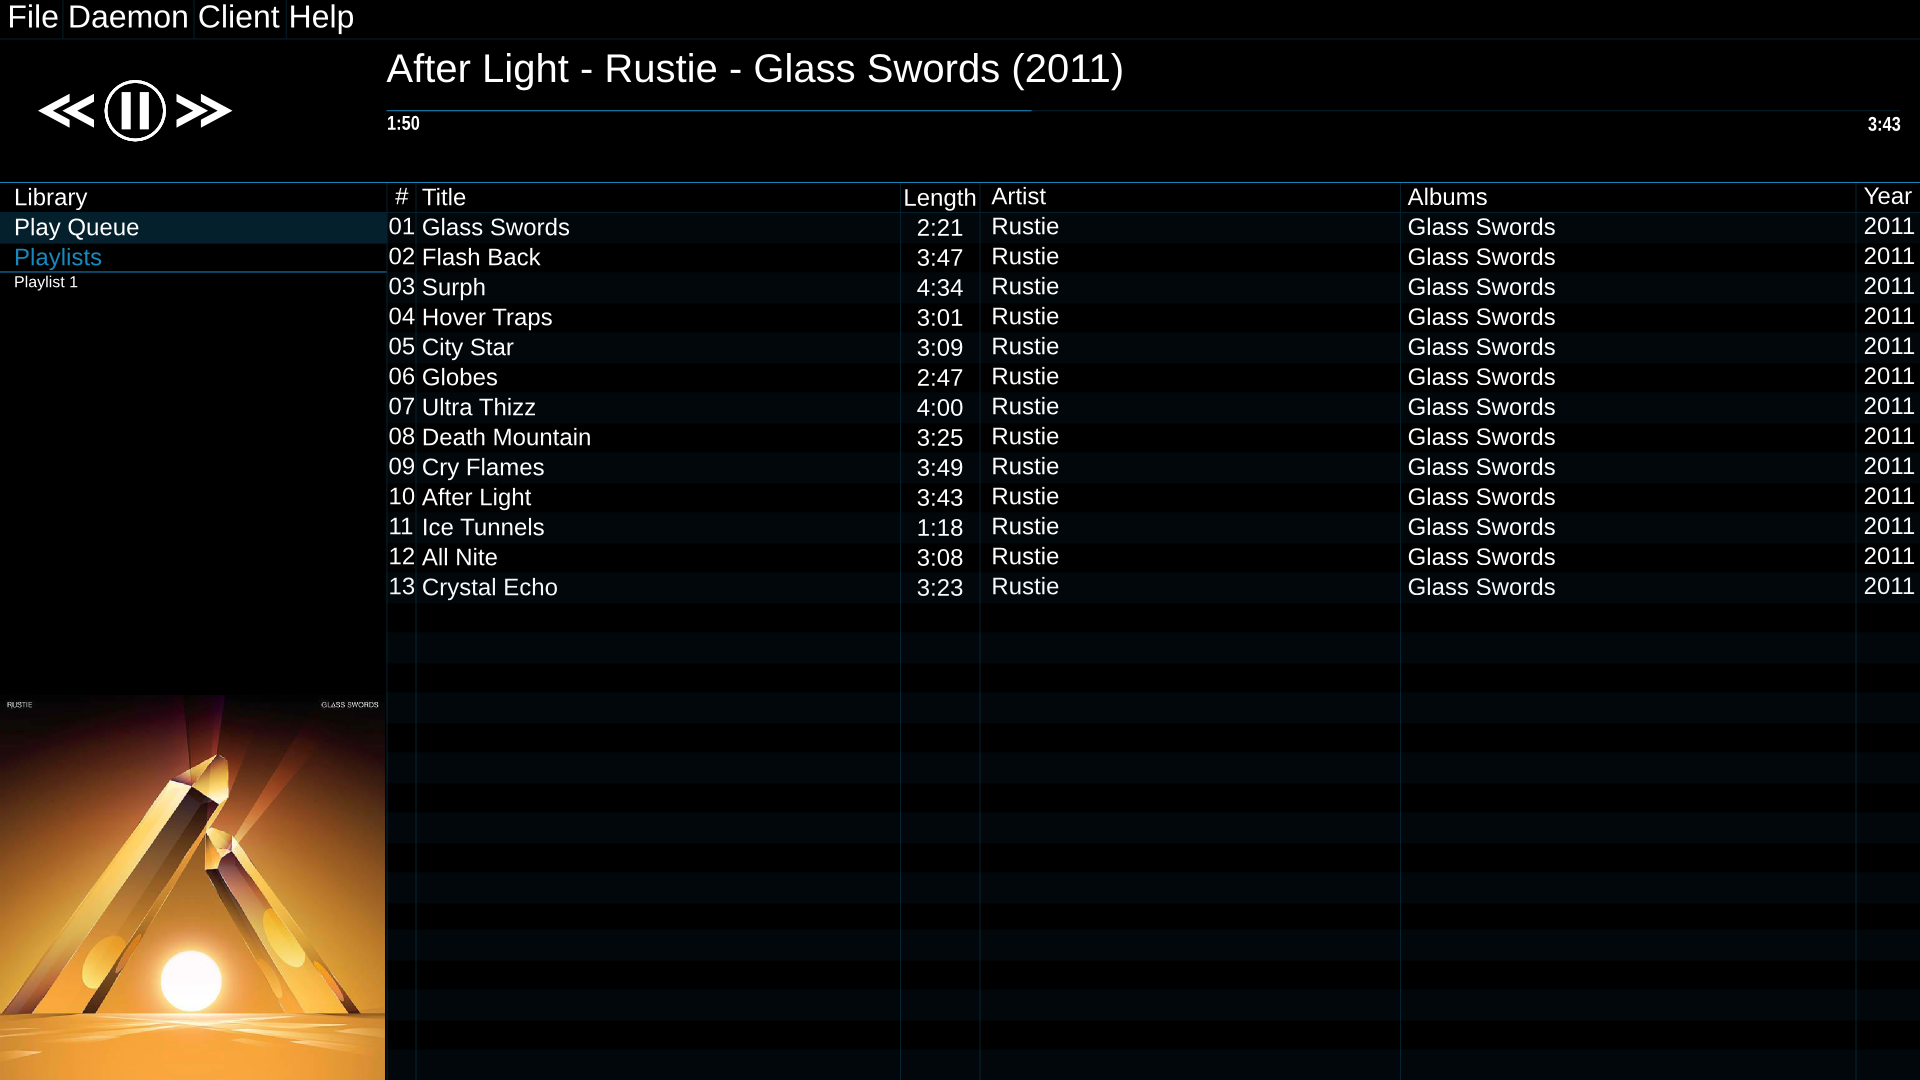 File Daemon Client Help
After Light - Rustie - Glass Swords (2011)
1:50 3:43
Library
Play Queue
Playlists
Playlist 1
# Title Length Artist Albums Year
01 Glass Swords 2:21 Rustie Glass Swords 2011
02 Flash Back 3:47 Rustie Glass Swords 2011
03 Surph 4:34 Rustie Glass Swords 2011
04 Hover Traps 3:01 Rustie Glass Swords 2011
05 City Star 3:09 Rustie Glass Swords 2011
06 Globes 2:47 Rustie Glass Swords 2011
07 Ultra Thizz 4:00 Rustie Glass Swords 2011
08 Death Mountain 3:25 Rustie Glass Swords 2011
09 Cry Flames 3:49 Rustie Glass Swords 2011
10 After Light 3:43 Rustie Glass Swords 2011
11 Ice Tunnels 1:18 Rustie Glass Swords 2011
12 All Nite 3:08 Rustie Glass Swords 2011
13 Crystal Echo 3:23 Rustie Glass Swords 2011
RUSTIE GLASS SWORDS